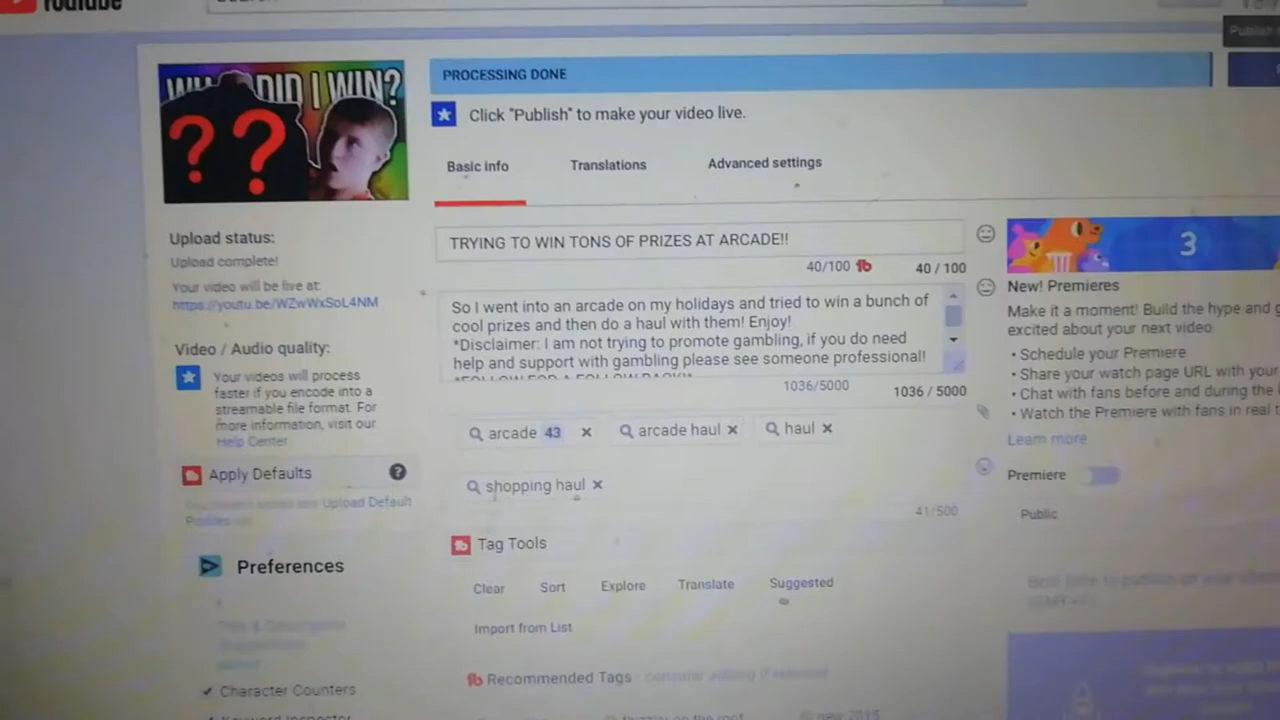 YouTube
Publish
PROCESSING DONE
Click "Publish" to make your video live.
DID I WIN?
??
Basic info
Translations
Advanced settings
Upload status:
Upload complete!
Your video will be live at:
https://youtu.be/WZwWxSoL4NM
Video / Audio quality:
Your videos will process
faster if you encode into a
streamable file format. For
more information, visit our
Help Center
Apply Defaults
?
Upload Default
Preferences
✔ Character Counters
TRYING TO WIN TONS OF PRIZES AT ARCADE!!
40/100
40 / 100
So I went into an arcade on my holidays and tried to win a bunch of
cool prizes and then do a haul with them! Enjoy!
*Disclaimer: I am not trying to promote gambling, if you do need
help and support with gambling please see someone professional!
1036/5000
1036 / 5000
arcade 43 ×
arcade haul ×
haul ×
shopping haul ×
41/500
Tag Tools
Clear
Sort
Explore
Translate
Suggested
Import from List
Recommended Tags
3
New! Premieres
Make it a moment! Build the hype and
excited about your next video
• Schedule your Premiere
• Share your watch page URL with your
• Chat with fans before and during the
• Watch the Premiere with fans in real
Learn more
Premiere
Public